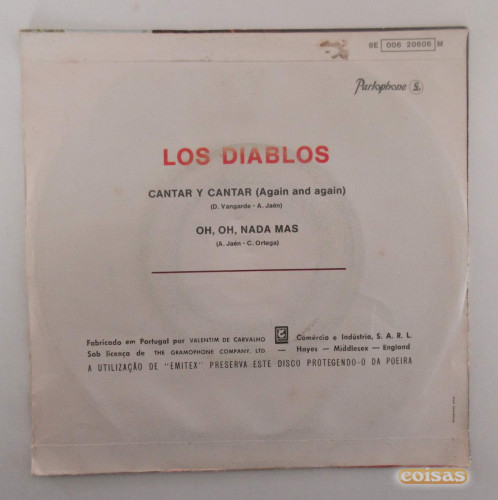 8E 006 20606 M
Parlophone
LOS DIABLOS
CANTAR Y CANTAR (Again and again)
(D. Vangarde - A. Jaén)
OH, OH, NADA MAS
(A. Jaén - C. Ortega)
Fabricado em Portugal por VALENTIM DE CARVALHO Comércio e Indústria, S. A. R. L.
Sob licença de THE GRAMOPHONE COMPANY, LTD. — Hayes — Middlesex — England
A UTILIZAÇÃO DE "EMITEX" PRESERVA ESTE DISCO PROTEGENDO-O DA POEIRA
coisas